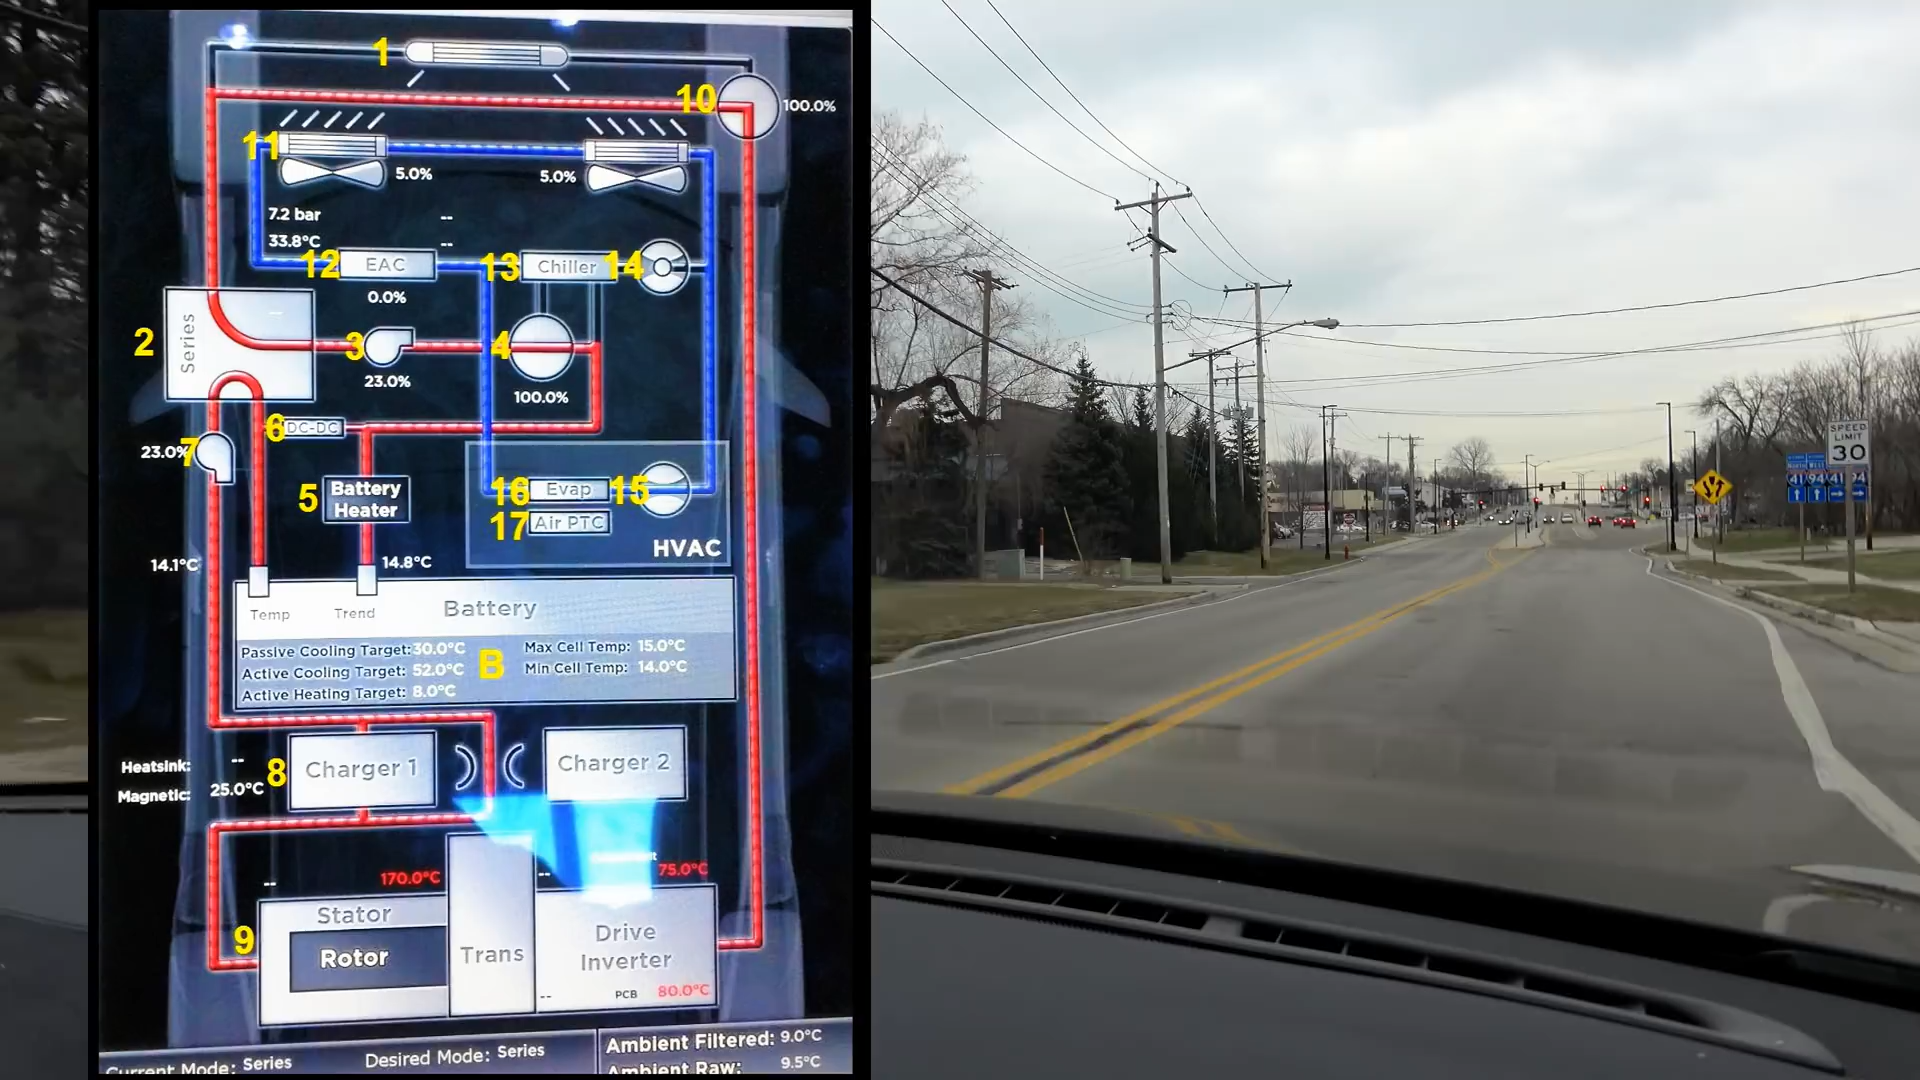 1
10
100.0%
11
5.0%
5.0%
7.2 bar
--
33.8°C
--
12
EAC
13
Chiller
14
0.0%
2
Series
--
3
4
23.0%
100.0%
6
DC-DC
23.0%
7
5
Battery
Heater
16
Evap
15
17
Air PTC
HVAC
14.1°C
14.8°C
Temp
Trend
Battery
Passive Cooling Target: 30.0°C
Active Cooling Target: 52.0°C
Active Heating Target: 8.0°C
B
Max Cell Temp: 15.0°C
Min Cell Temp: 14.0°C
Heatsink: --
Magnetic: 25.0°C
8
Charger 1
Charger 2
--
170.0°C
--
75.0°C
9
Stator
Rotor
Trans
Drive
Inverter
--
PCB 80.0°C
Current Mode: Series
Desired Mode: Series
Ambient Filtered: 9.0°C
Ambient Raw: 9.5°C
SPEED
LIMIT
30
NORTH
WEST
41
94
41
94